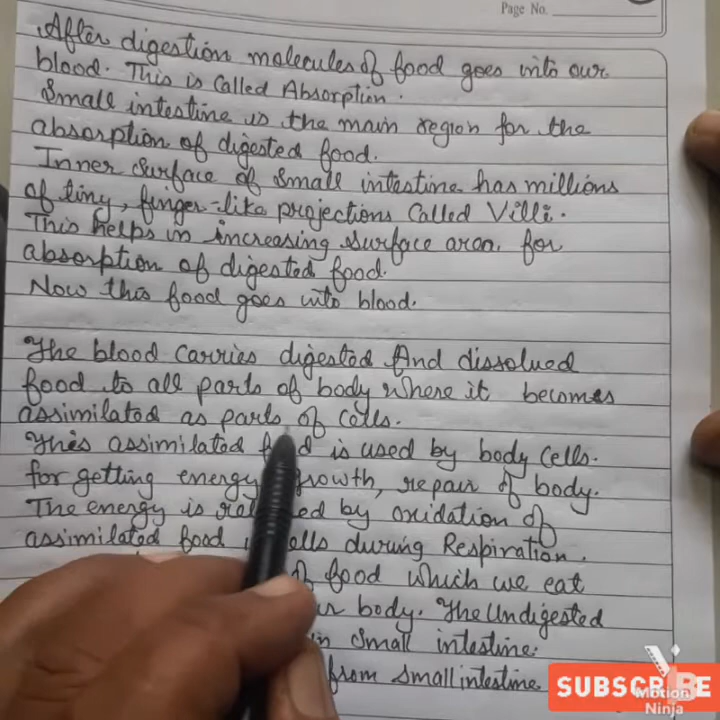 Page No.
After digestion molecules of food goes into our
blood. This is Called Absorption.
Small intestine is the main region for the
absorption of digested food.
Inner Surface of Small intestine has millions
of tiny, finger-like projections Called Villi.
This helps in increasing surface area. for
absorption of digested food.
Now this food goes into blood.
The blood Carries digested And dissolved
food to all parts of body where it becomes
assimilated as parts of cells.
This assimilated is used by body Cells.
for getting energy growth, repair of body.
The energy is by oxidation of
assimilated food during Respiration.
of food which we eat
body. The Undigested
in Small intestine.
from Small intestine
SUBSCRIBE
Motion
Ninja